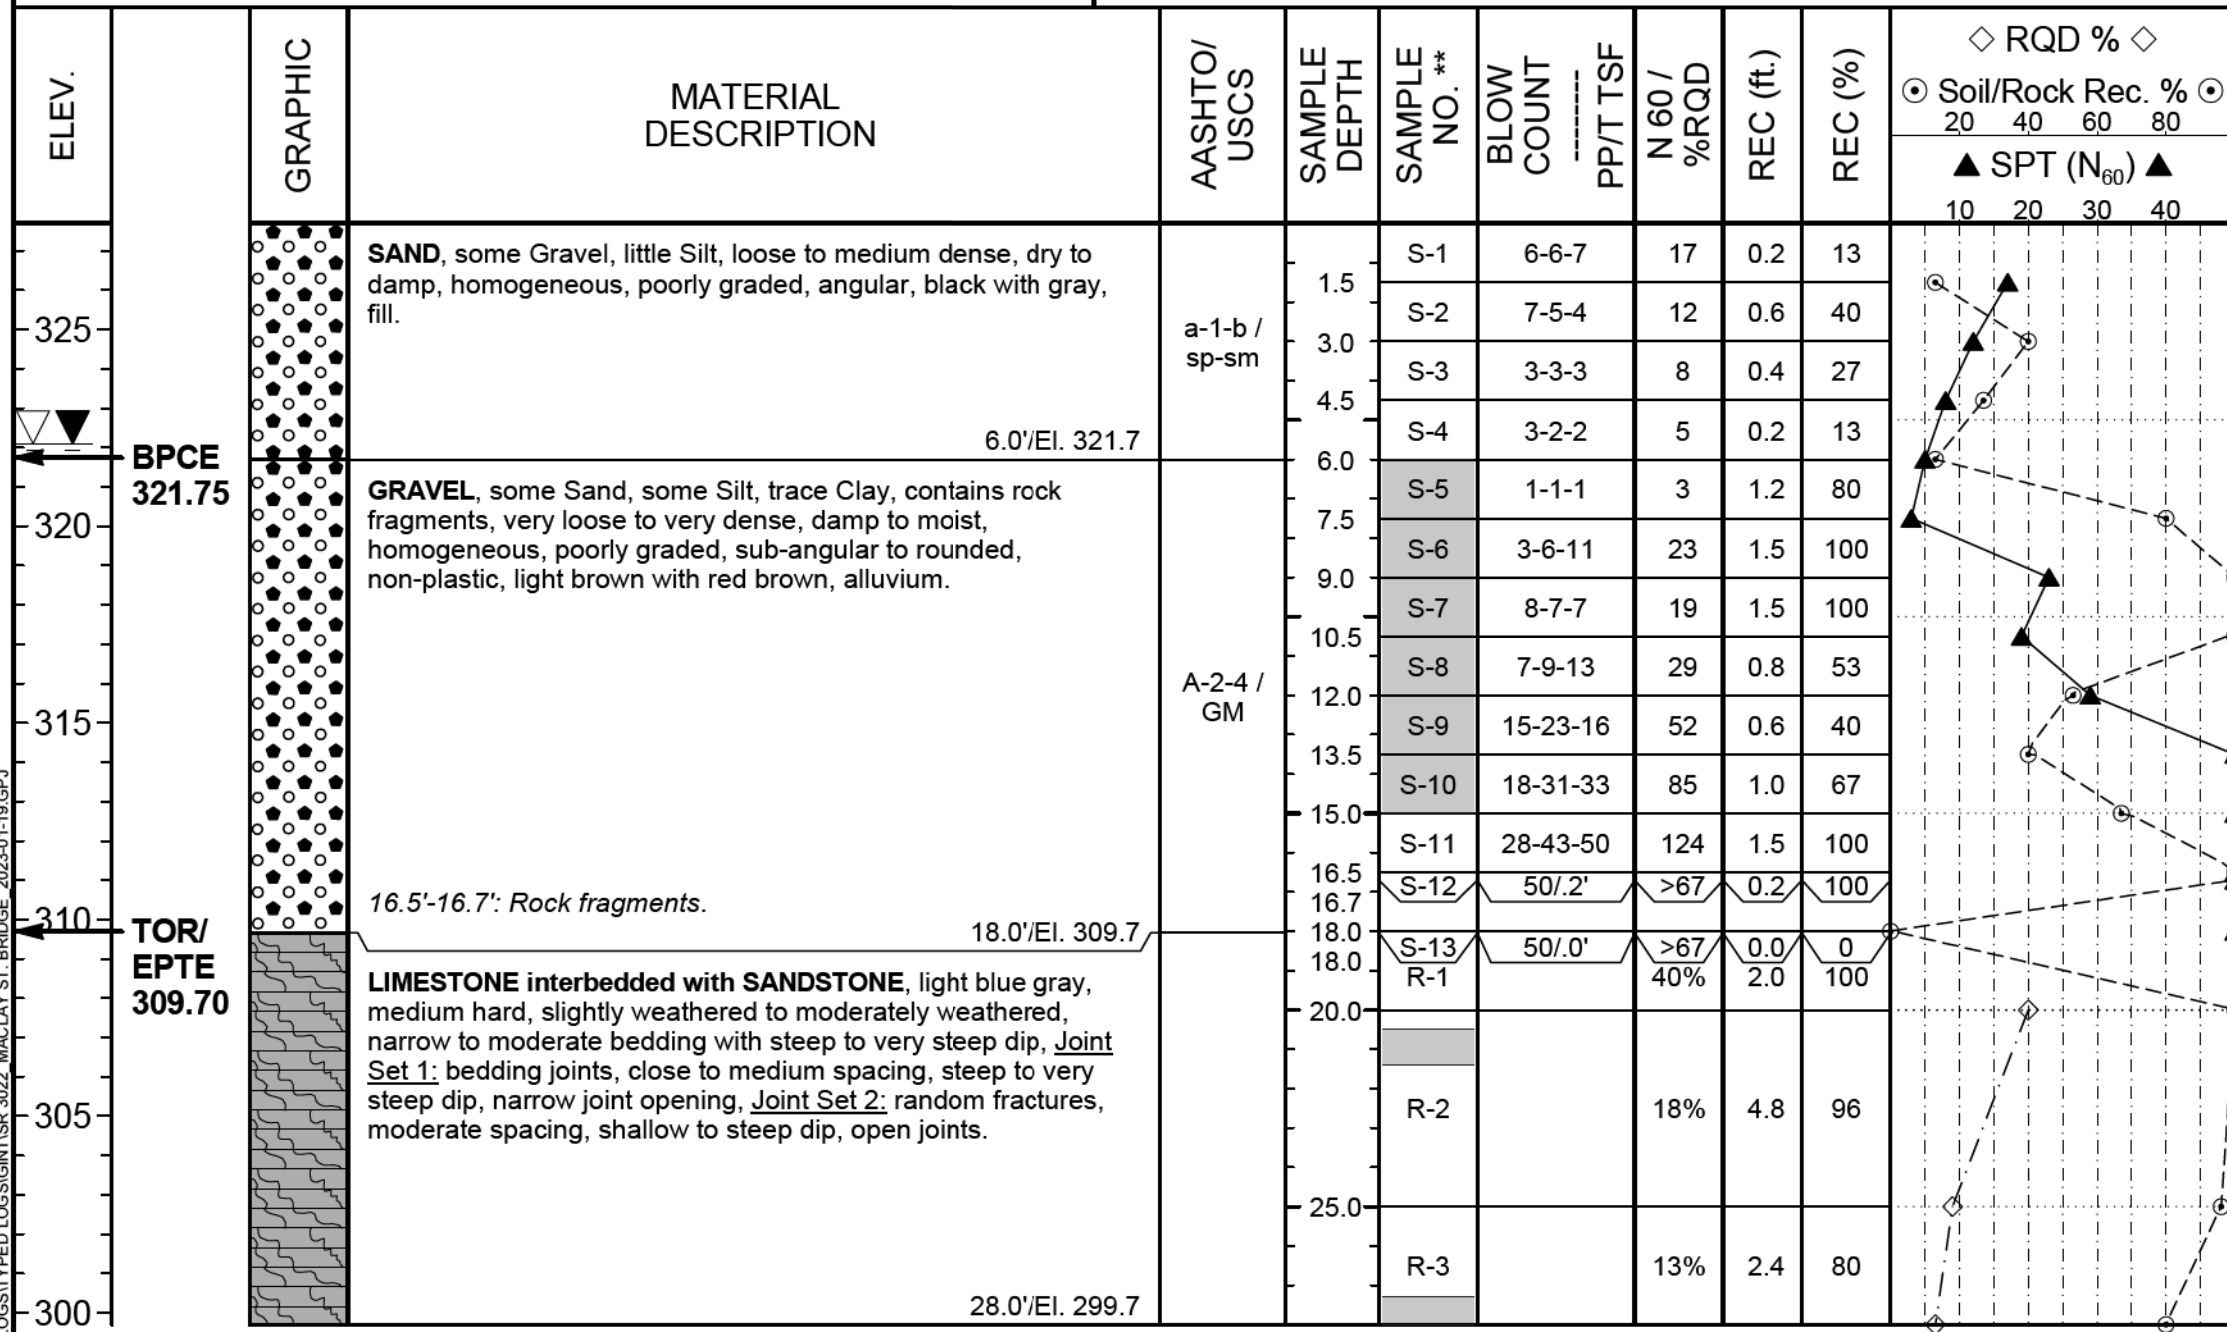 ELEV.
GRAPHIC
MATERIAL
DESCRIPTION
AASHTO/
USCS
SAMPLE
DEPTH
SAMPLE
NO. **
BLOW
COUNT
----------
PP/T TSF
N 60 /
%RQD
REC (ft.)
REC (%)
◇ RQD % ◇
⊙ Soil/Rock Rec. % ⊙
20 40 60 80
▲ SPT (N60) ▲
10 20 30 40
SAND, some Gravel, little Silt, loose to medium dense, dry to
damp, homogeneous, poorly graded, angular, black with gray,
fill.
6.0'/El. 321.7
a-1-b /
sp-sm
325
BPCE
321.75
GRAVEL, some Sand, some Silt, trace Clay, contains rock
fragments, very loose to very dense, damp to moist,
homogeneous, poorly graded, sub-angular to rounded,
non-plastic, light brown with red brown, alluvium.
320
315
A-2-4 /
GM
16.5'-16.7': Rock fragments.
18.0'/El. 309.7
310
TOR/
EPTE
309.70
LIMESTONE interbedded with SANDSTONE, light blue gray,
medium hard, slightly weathered to moderately weathered,
narrow to moderate bedding with steep to very steep dip, Joint
Set 1: bedding joints, close to medium spacing, steep to very
steep dip, narrow joint opening, Joint Set 2: random fractures,
moderate spacing, shallow to steep dip, open joints.
305
28.0'/El. 299.7
300
S-1 6-6-7 17 0.2 13
1.5
S-2 7-5-4 12 0.6 40
3.0
S-3 3-3-3 8 0.4 27
4.5
S-4 3-2-2 5 0.2 13
6.0
S-5 1-1-1 3 1.2 80
7.5
S-6 3-6-11 23 1.5 100
9.0
S-7 8-7-7 19 1.5 100
10.5
S-8 7-9-13 29 0.8 53
12.0
S-9 15-23-16 52 0.6 40
13.5
S-10 18-31-33 85 1.0 67
15.0
S-11 28-43-50 124 1.5 100
16.5
S-12 50/.2' >67 0.2 100
16.7
18.0
S-13 50/.0' >67 0.0 0
18.0
R-1 40% 2.0 100
20.0
R-2 18% 4.8 96
25.0
R-3 13% 2.4 80
LOGS\TYPED LOGS\GINT\SR 3022_MACLAY ST. BRIDGE_2023-01-19.GPJ